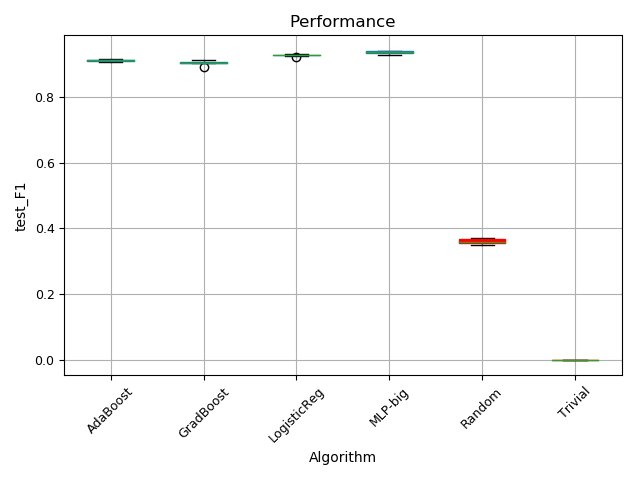 Performance
test_F1
0.8
0.6
0.4
0.2
0.0
AdaBoost
GradBoost
LogisticReg
MLP-big
Random
Trivial
Algorithm